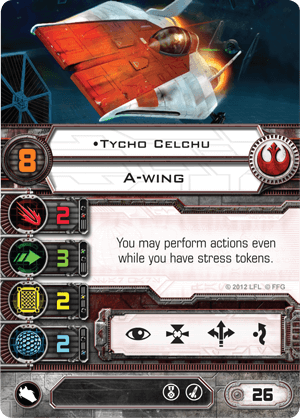 •Tycho Celchu
8
A-wing
2
3
2
2
You may perform actions even
while you have stress tokens.
© 2012 LFL © FFG
26